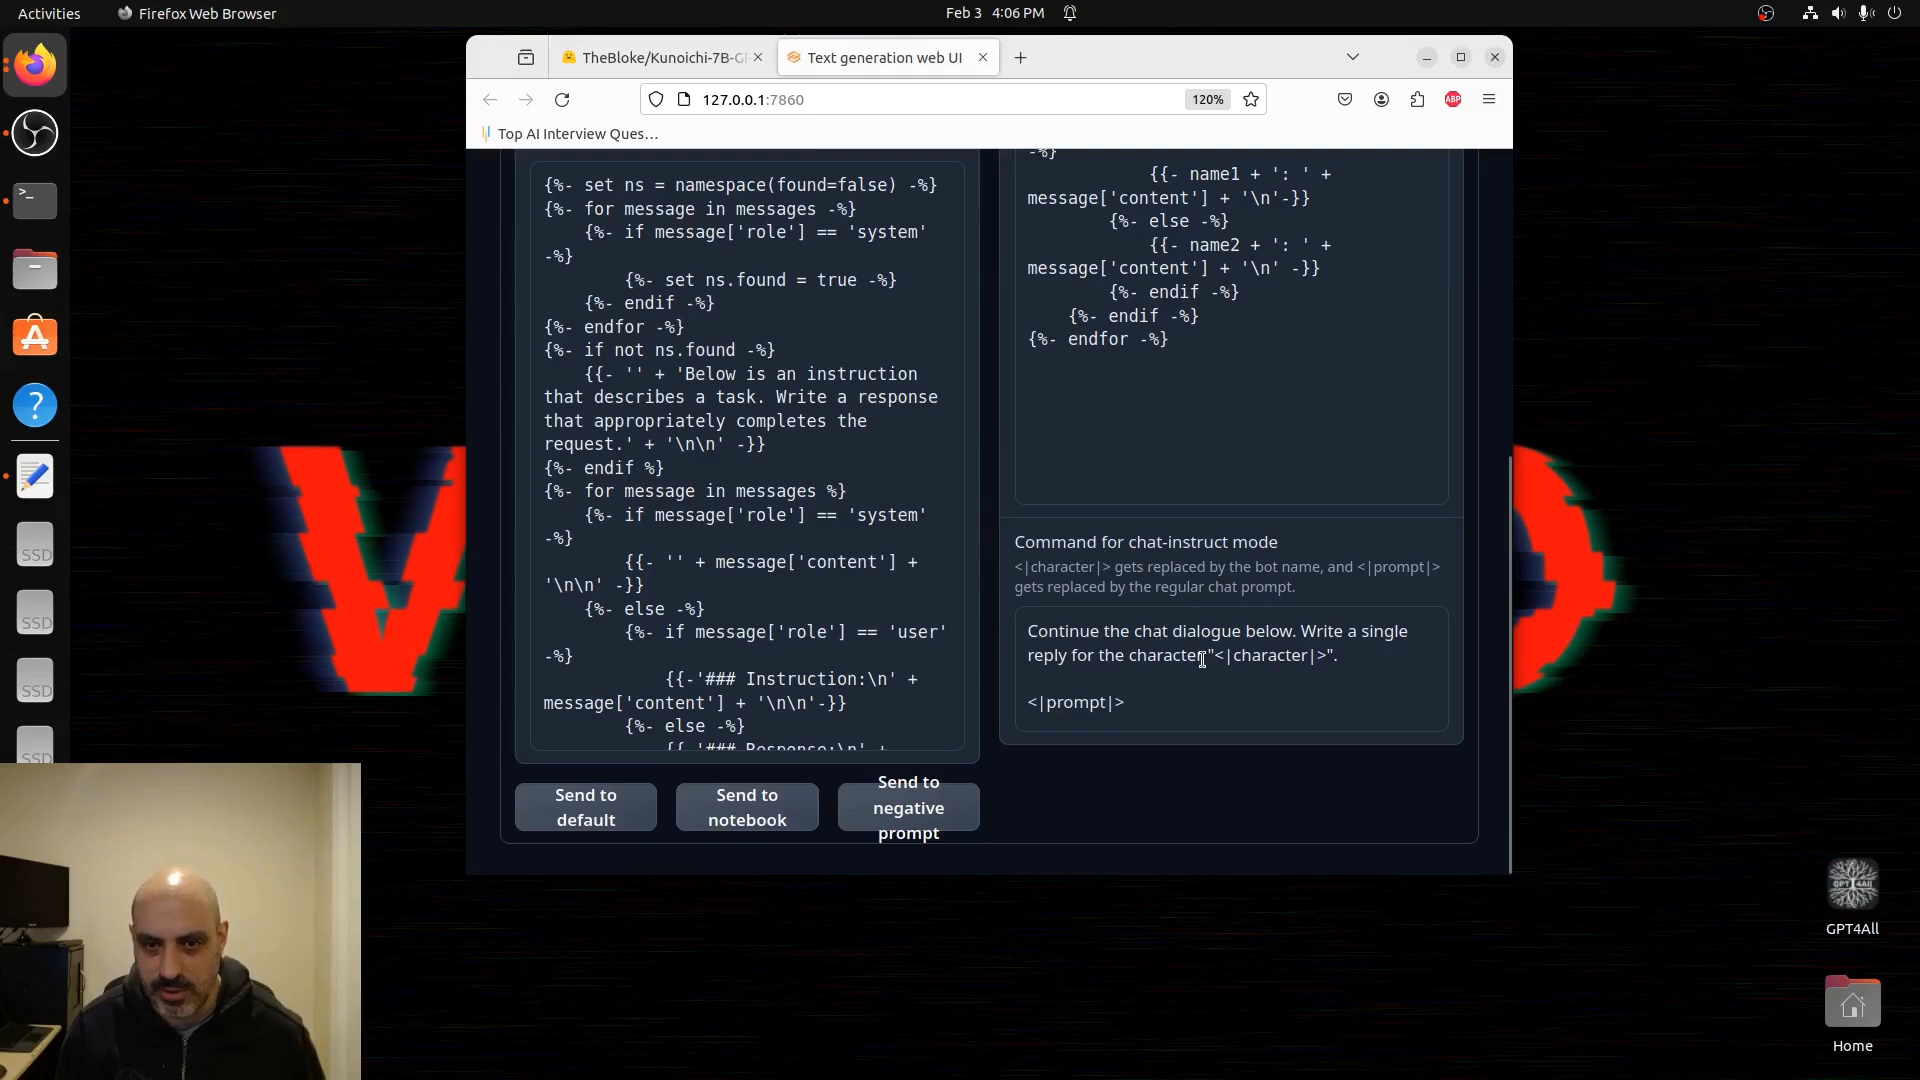 Activities
Firefox Web Browser
Feb 3 4:06 PM
TheBloke/Kunoichi-7B-G
Text generation web UI
127.0.0.1:7860
120%
ABP
Top AI Interview Ques…
{%- set ns = namespace(found=false) -%}
{%- for message in messages -%}
{%- if message['role'] == 'system'
-%}
{%- set ns.found = true -%}
{%- endif -%}
{%- endfor -%}
{%- if not ns.found -%}
{{- '' + 'Below is an instruction
that describes a task. Write a response
that appropriately completes the
request.' + '\n\n' -}}
{%- endif %}
{%- for message in messages %}
{%- if message['role'] == 'system'
-%}
{{- '' + message['content'] +
'\n\n' -}}
{%- else -%}
{%- if message['role'] == 'user'
-%}
{{-'### Instruction:\n' +
message['content'] + '\n\n'-}}
{%- else -%}
{{-'### Response:\n' +
Send to
default
Send to
notebook
Send to
negative
prompt
-%}
{{- name1 + ': ' +
message['content'] + '\n'-}}
{%- else -%}
{{- name2 + ': ' +
message['content'] + '\n' -}}
{%- endif -%}
{%- endif -%}
{%- endfor -%}
Command for chat-instruct mode
<|character|> gets replaced by the bot name, and <|prompt|>
gets replaced by the regular chat prompt.
Continue the chat dialogue below. Write a single
reply for the character "<|character|>".
<|prompt|>
SSD
SSD
SSD
SSD
GPT4All
GPT4All
Home